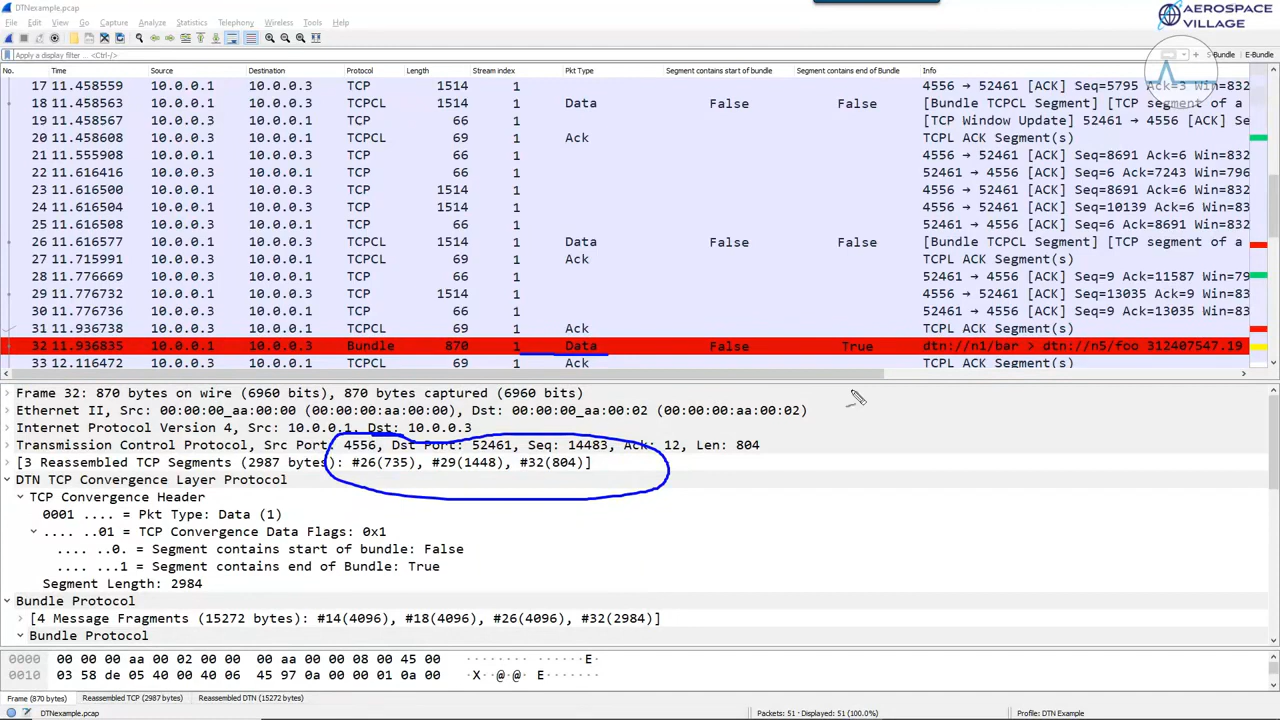 DTNexample.pcap
File Edit View Go Capture Analyze Statistics Telephony Wireless Tools Help
AEROSPACE
VILLAGE
Apply a display filter ... <Ctrl-/>
+ S-Bundle E-Bundle
No. Time Source Destination Protocol Length Stream index Pkt Type Segment contains start of bundle Segment contains end of Bundle Info
17 11.458559 10.0.0.1 10.0.0.3 TCP 1514 1 4556 → 52461 [ACK] Seq=5795 Ack=3 Win=832
18 11.458563 10.0.0.1 10.0.0.3 TCPCL 1514 1 Data False False [Bundle TCPCL Segment] [TCP segment of a
19 11.458590 10.0.0.3 10.0.0.1 TCP 66 1 [TCP Window Update] 52461 → 4556 [ACK] Se
20 11.458608 10.0.0.3 10.0.0.1 TCPCL 69 1 Ack TCPL ACK Segment(s)
21 11.555908 10.0.0.1 10.0.0.3 TCP 66 1 4556 → 52461 [ACK] Seq=8691 Ack=6 Win=832
22 11.616416 10.0.0.3 10.0.0.1 TCP 66 1 52461 → 4556 [ACK] Seq=6 Ack=7243 Win=796
23 11.616500 10.0.0.1 10.0.0.3 TCP 1514 1 4556 → 52461 [ACK] Seq=8691 Ack=6 Win=832
24 11.616504 10.0.0.1 10.0.0.3 TCP 1514 1 4556 → 52461 [ACK] Seq=10139 Ack=6 Win=83
25 11.616508 10.0.0.3 10.0.0.1 TCP 66 1 52461 → 4556 [ACK] Seq=6 Ack=8691 Win=832
26 11.616577 10.0.0.1 10.0.0.3 TCPCL 1514 1 Data False False [Bundle TCPCL Segment] [TCP segment of a
27 11.715991 10.0.0.3 10.0.0.1 TCPCL 69 1 Ack TCPL ACK Segment(s)
28 11.776669 10.0.0.3 10.0.0.1 TCP 66 1 52461 → 4556 [ACK] Seq=9 Ack=11587 Win=79
29 11.776732 10.0.0.1 10.0.0.3 TCP 1514 1 4556 → 52461 [ACK] Seq=13035 Ack=9 Win=83
30 11.776736 10.0.0.3 10.0.0.1 TCP 66 1 52461 → 4556 [ACK] Seq=9 Ack=13035 Win=83
31 11.936738 10.0.0.3 10.0.0.1 TCPCL 69 1 Ack TCPL ACK Segment(s)
32 11.936835 10.0.0.1 10.0.0.3 Bundle 870 1 Data False True dtn://n1/bar > dtn://n5/foo 312407547.19
33 12.116472 10.0.0.3 10.0.0.1 TCPCL 69 1 Ack TCPL ACK Segment(s)
Frame 32: 870 bytes on wire (6960 bits), 870 bytes captured (6960 bits)
Ethernet II, Src: 00:00:00_aa:00:00 (00:00:00:aa:00:00), Dst: 00:00:00_aa:00:02 (00:00:00:aa:00:02)
Internet Protocol Version 4, Src: 10.0.0.1, Dst: 10.0.0.3
Transmission Control Protocol, Src Port: 4556, Dst Port: 52461, Seq: 14483, Ack: 12, Len: 804
[3 Reassembled TCP Segments (2987 bytes): #26(735), #29(1448), #32(804)]
DTN TCP Convergence Layer Protocol
TCP Convergence Header
0001 .... = Pkt Type: Data (1)
.... ..01 = TCP Convergence Data Flags: 0x1
.... ..0. = Segment contains start of bundle: False
.... ...1 = Segment contains end of Bundle: True
Segment Length: 2984
Bundle Protocol
[4 Message Fragments (15272 bytes): #14(4096), #18(4096), #26(4096), #32(2984)]
Bundle Protocol
0000 00 00 00 aa 00 02 00 00 00 aa 00 00 08 00 45 00 ········ ······E·
0010 03 58 de 05 40 00 40 06 45 97 0a 00 00 01 0a 00 ·X··@·@· E·······
Frame (870 bytes) Reassembled TCP (2987 bytes) Reassembled DTN (15272 bytes)
DTNexample.pcap Packets: 51 · Displayed: 51 (100.0%) Profile: DTN Example